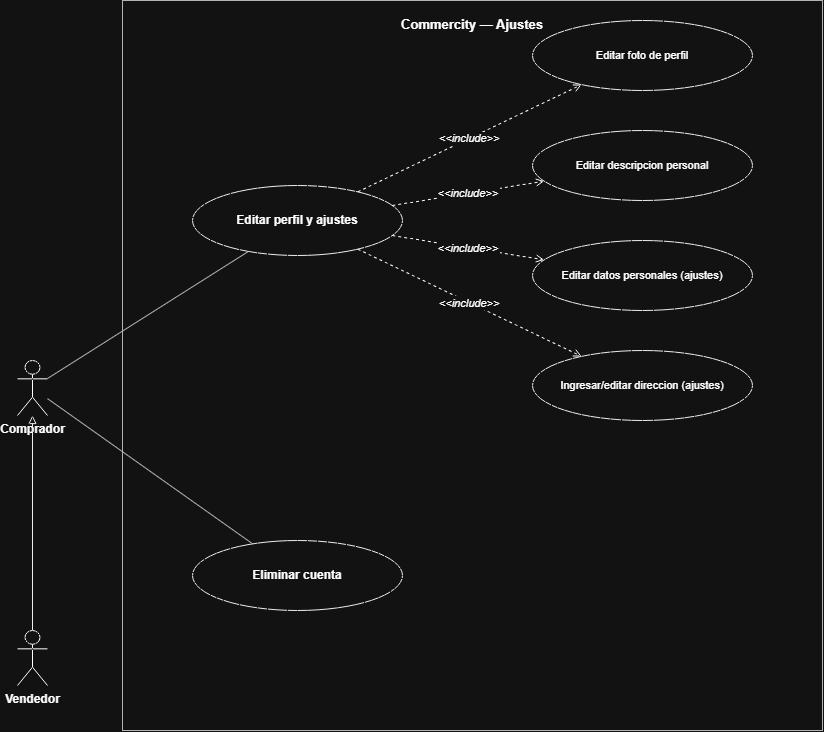 Commercity — Ajustes
Editar foto de perfil
<<include>>
Editar descripcion personal
<<include>>
Editar perfil y ajustes
<<include>>
Editar datos personales (ajustes)
<<include>>
Ingresar/editar direccion (ajustes)
Comprador
Eliminar cuenta
Vendedor